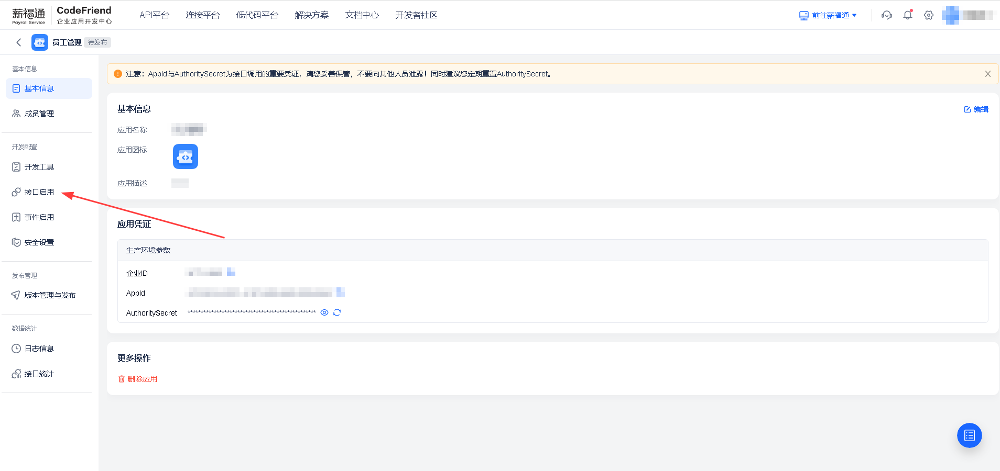 薪福通
Payroll Service
CodeFriend
企业应用开发中心
API平台
连接平台
低代码平台
解决方案
文档中心
开发者社区
前往薪福通
员工管理
待发布
基本信息
基本信息
成员管理
开发配置
开发工具
接口启用
事件启用
安全设置
发布管理
版本管理与发布
数据统计
日志信息
接口统计
注意：AppId与AuthoritySecret为接口调用的重要凭证，请您妥善保管，不要向其他人员泄露！同时建议您定期重置AuthoritySecret。
基本信息
编辑
应用名称
应用图标
应用描述
应用凭证
生产环境参数
企业ID
AppId
AuthoritySecret
更多操作
删除应用